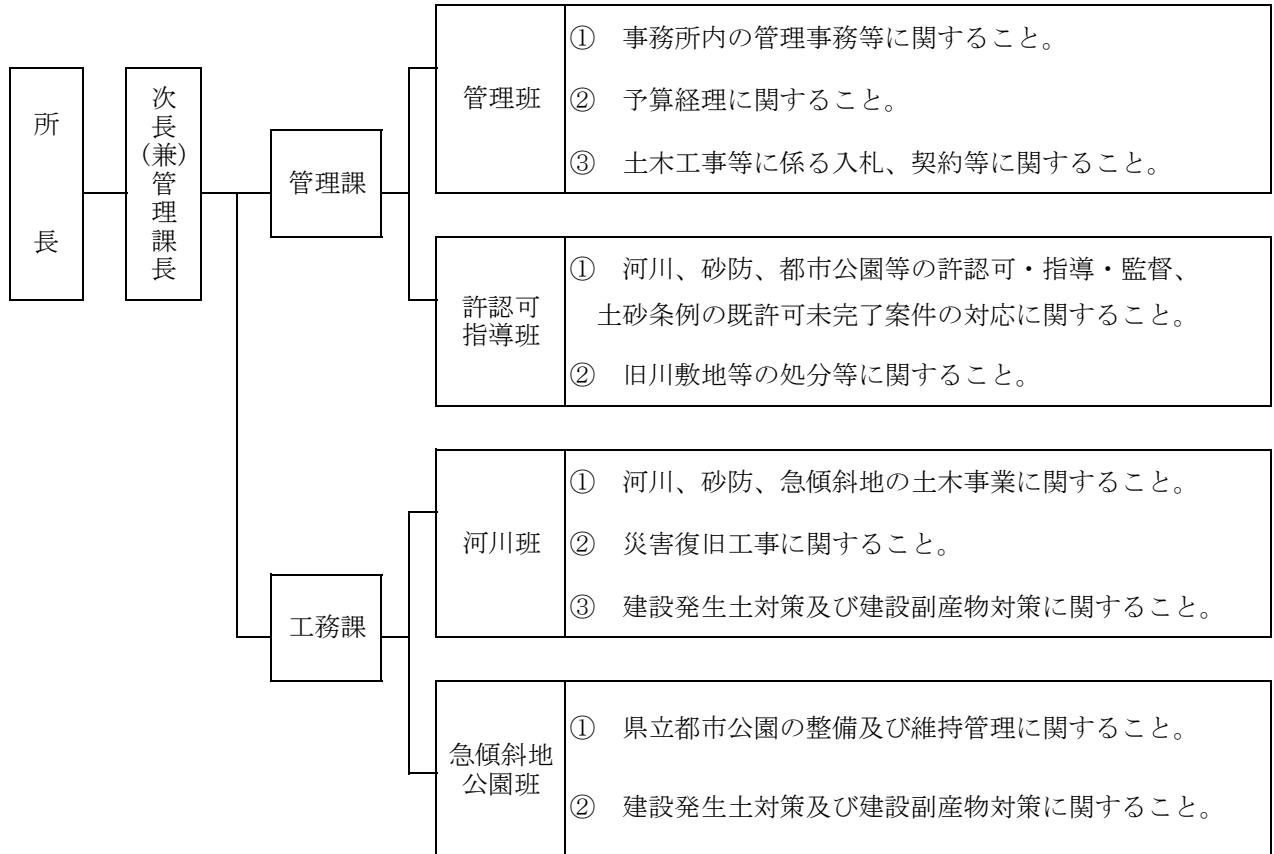 所長
次長(兼)管理課長
管理課
管理班
① 事務所内の管理事務等に関すること。
② 予算経理に関すること。
③ 土木工事等に係る入札、契約等に関すること。
許認可
指導班
① 河川、砂防、都市公園等の許認可・指導・監督、
土砂条例の既許可未完了案件の対応に関すること。
② 旧川敷地等の処分等に関すること。
工務課
河川班
① 河川、砂防、急傾斜地の土木事業に関すること。
② 災害復旧工事に関すること。
③ 建設発生土対策及び建設副産物対策に関すること。
急傾斜地
公園班
① 県立都市公園の整備及び維持管理に関すること。
② 建設発生土対策及び建設副産物対策に関すること。